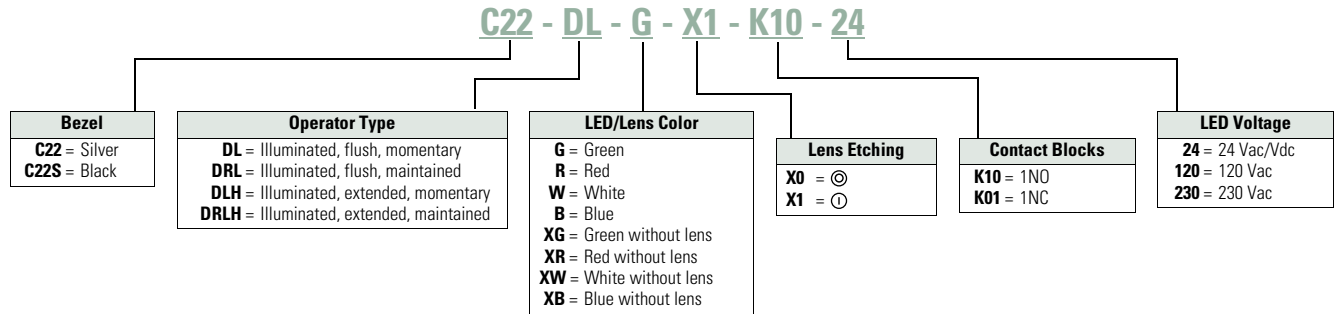 C22 - DL - G - X1 - K10 - 24
Bezel
C22 = Silver
C22S = Black
Operator Type
DL = Illuminated, flush, momentary
DRL = Illuminated, flush, maintained
DLH = Illuminated, extended, momentary
DRLH = Illuminated, extended, maintained
LED/Lens Color
G = Green
R = Red
W = White
B = Blue
XG = Green without lens
XR = Red without lens
XW = White without lens
XB = Blue without lens
Lens Etching
X0 = ◎
X1 = ⏼
Contact Blocks
K10 = 1NO
K01 = 1NC
LED Voltage
24 = 24 Vac/Vdc
120 = 120 Vac
230 = 230 Vac